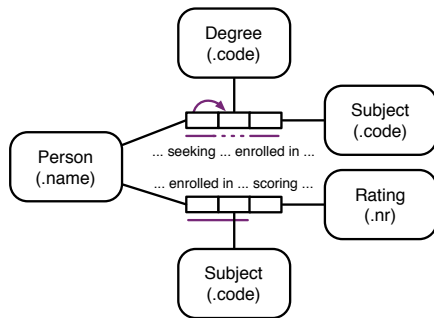 Degree
(.code)
Subject
(.code)
... seeking ... enrolled in ...
Person
(.name)
... enrolled in ... scoring ...
Rating
(.nr)
Subject
(.code)